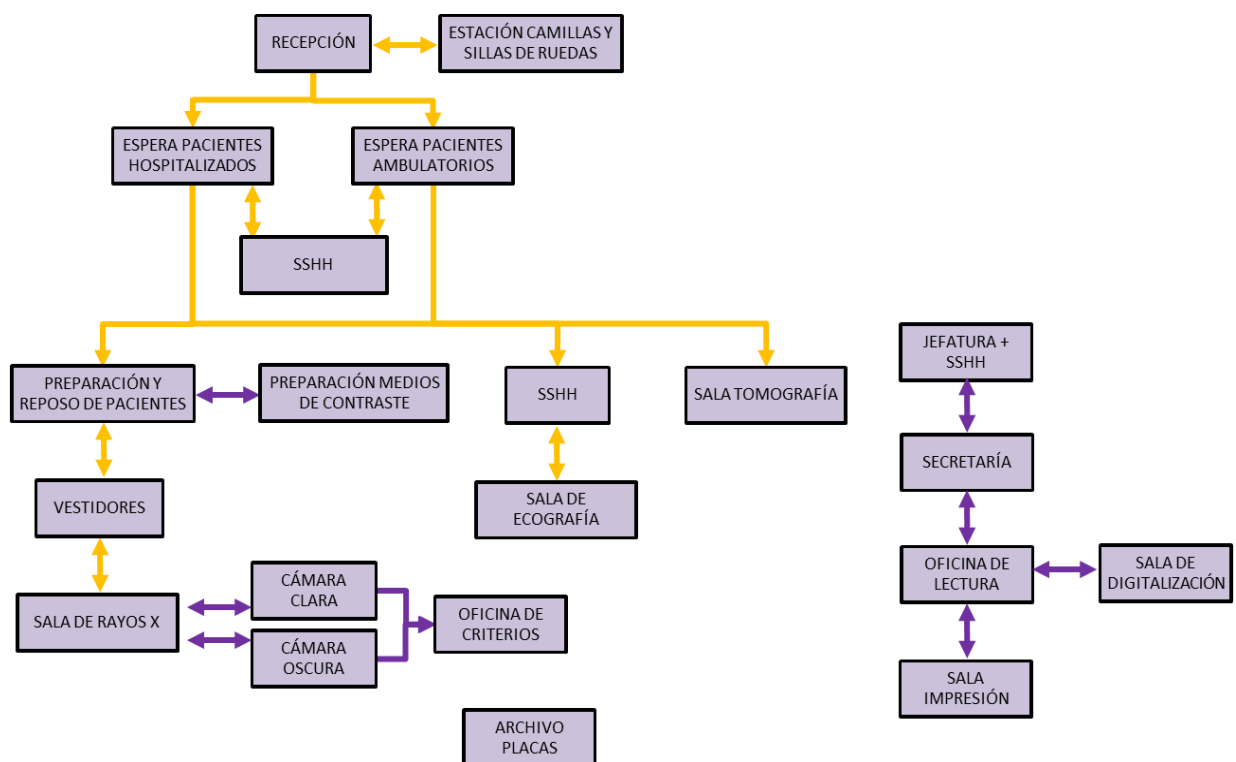 RECEPCIÓN
ESTACIÓN CAMILLAS Y
SILLAS DE RUEDAS
ESPERA PACIENTES
HOSPITALIZADOS
ESPERA PACIENTES
AMBULATORIOS
SSHH
PREPARACIÓN Y
REPOSO DE PACIENTES
PREPARACIÓN MEDIOS
DE CONTRASTE
SSHH
SALA TOMOGRAFÍA
VESTIDORES
SALA DE
ECOGRAFÍA
SALA DE RAYOS X
CÁMARA
CLARA
CÁMARA
OSCURA
OFICINA DE
CRITERIOS
ARCHIVO
PLACAS
JEFATURA +
SSHH
SECRETARÍA
OFICINA DE
LECTURA
SALA DE
DIGITALIZACIÓN
SALA
IMPRESIÓN